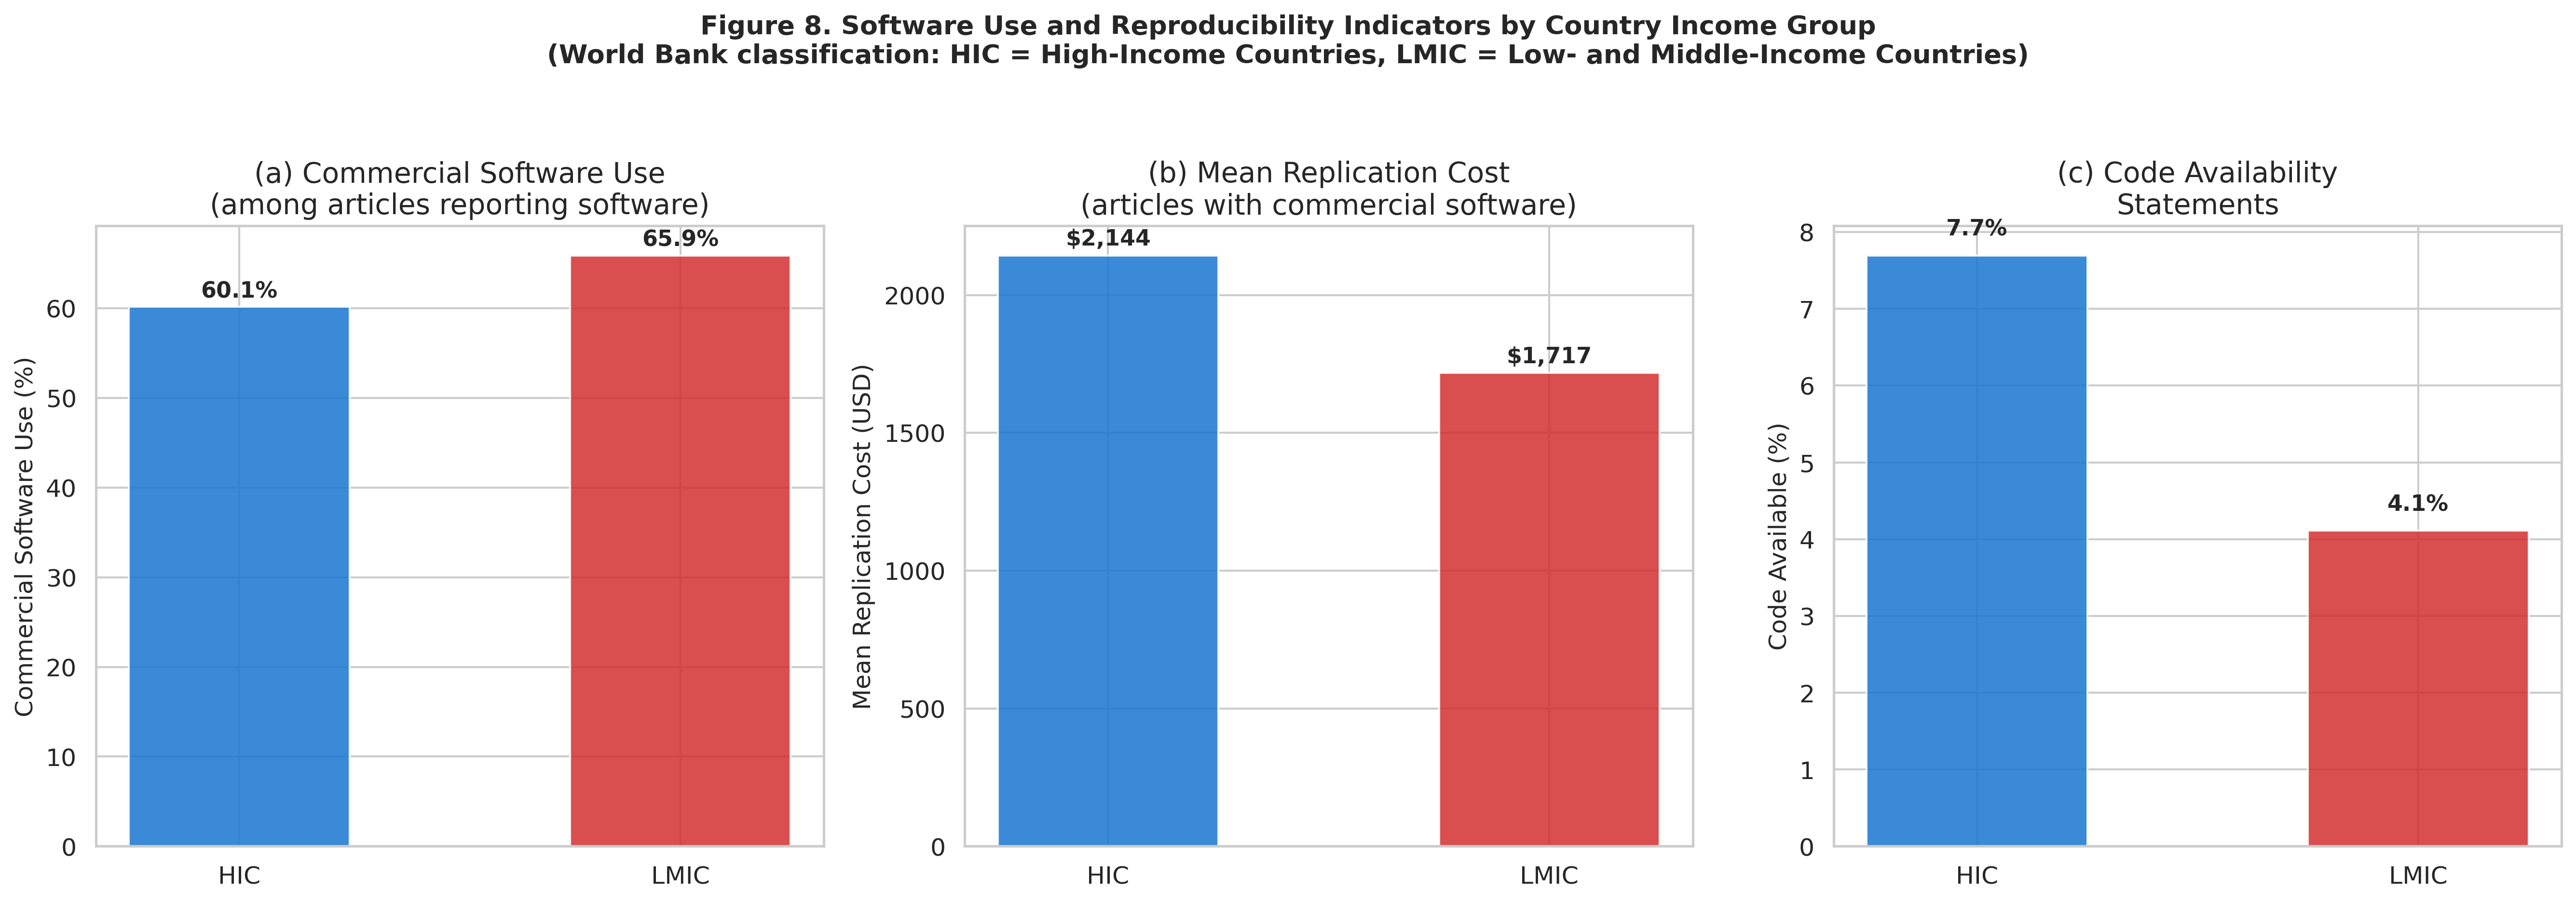 Figure 8. Software Use and Reproducibility Indicators by Country Income Group
(World Bank classification: HIC = High-Income Countries, LMIC = Low- and Middle-Income Countries)
(a) Commercial Software Use
(among articles reporting software)
Commercial Software Use (%)
60
50
40
30
20
10
0
60.1%
65.9%
HIC
LMIC
(b) Mean Replication Cost
(articles with commercial software)
Mean Replication Cost (USD)
2000
1500
1000
500
0
$2,144
$1,717
HIC
LMIC
(c) Code Availability
Statements
Code Available (%)
8
7
6
5
4
3
2
1
0
7.7%
4.1%
HIC
LMIC